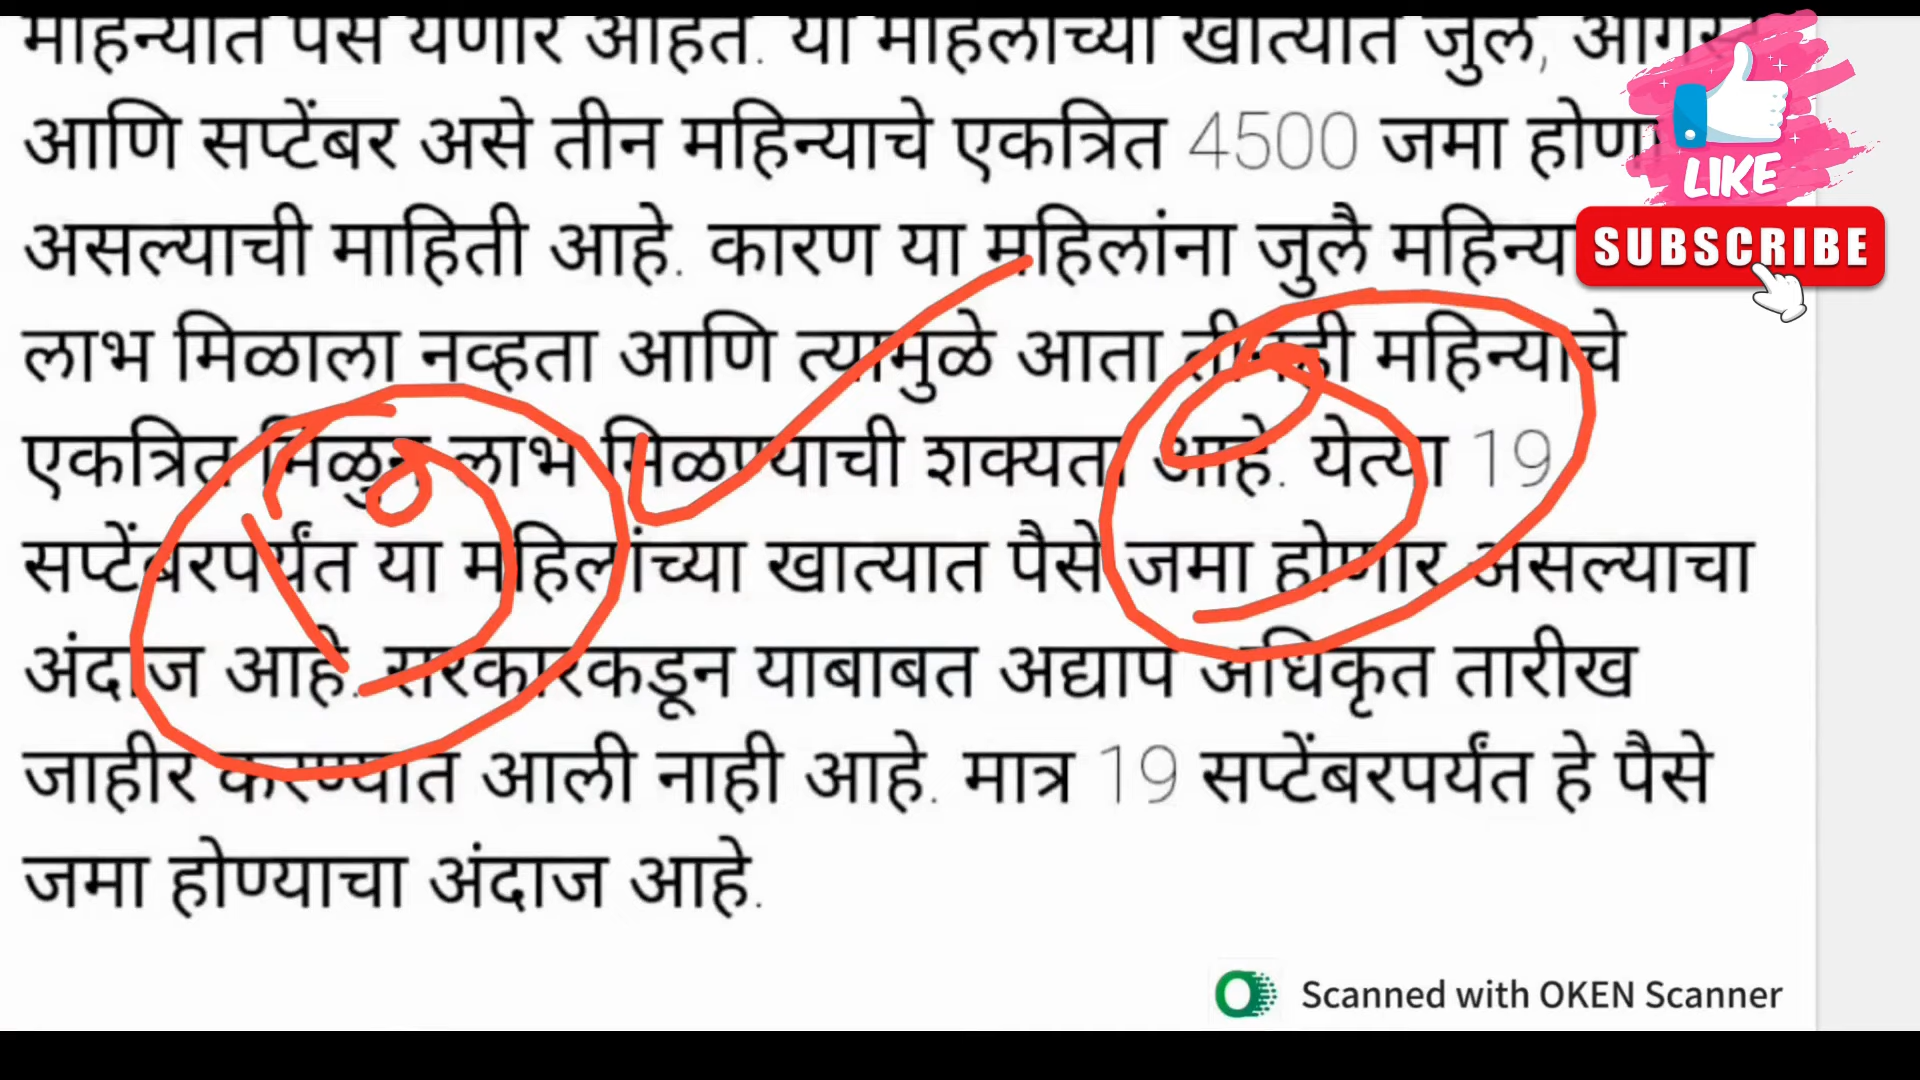 महिन्यात पैसे येणार आहेत. या महिलांच्या खात्यात जुलै,
आणि सप्टेंबर असे तीन महिन्याचे एकत्रित 4500 जमा
असल्याची माहिती आहे. कारण या महिलांना जुलै
लाभ मिळाला नव्हता आणि त्यामुळे आता तीनही महिन्याचे
एकत्रित मिळून लाभ मिळण्याची शक्यता आहे. येत्या 19
सप्टेंबरपर्यंत या महिलांच्या खात्यात पैसे जमा होणार असल्याचा
अंदाज आहे. सरकारकडून याबाबत अद्याप अधिकृत तारीख
जाहीर करण्यात आली नाही आहे. मात्र 19 सप्टेंबरपर्यंत हे पैसे
जमा होण्याचा अंदाज आहे.
LIKE
SUBSCRIBE
Scanned with OKEN Scanner